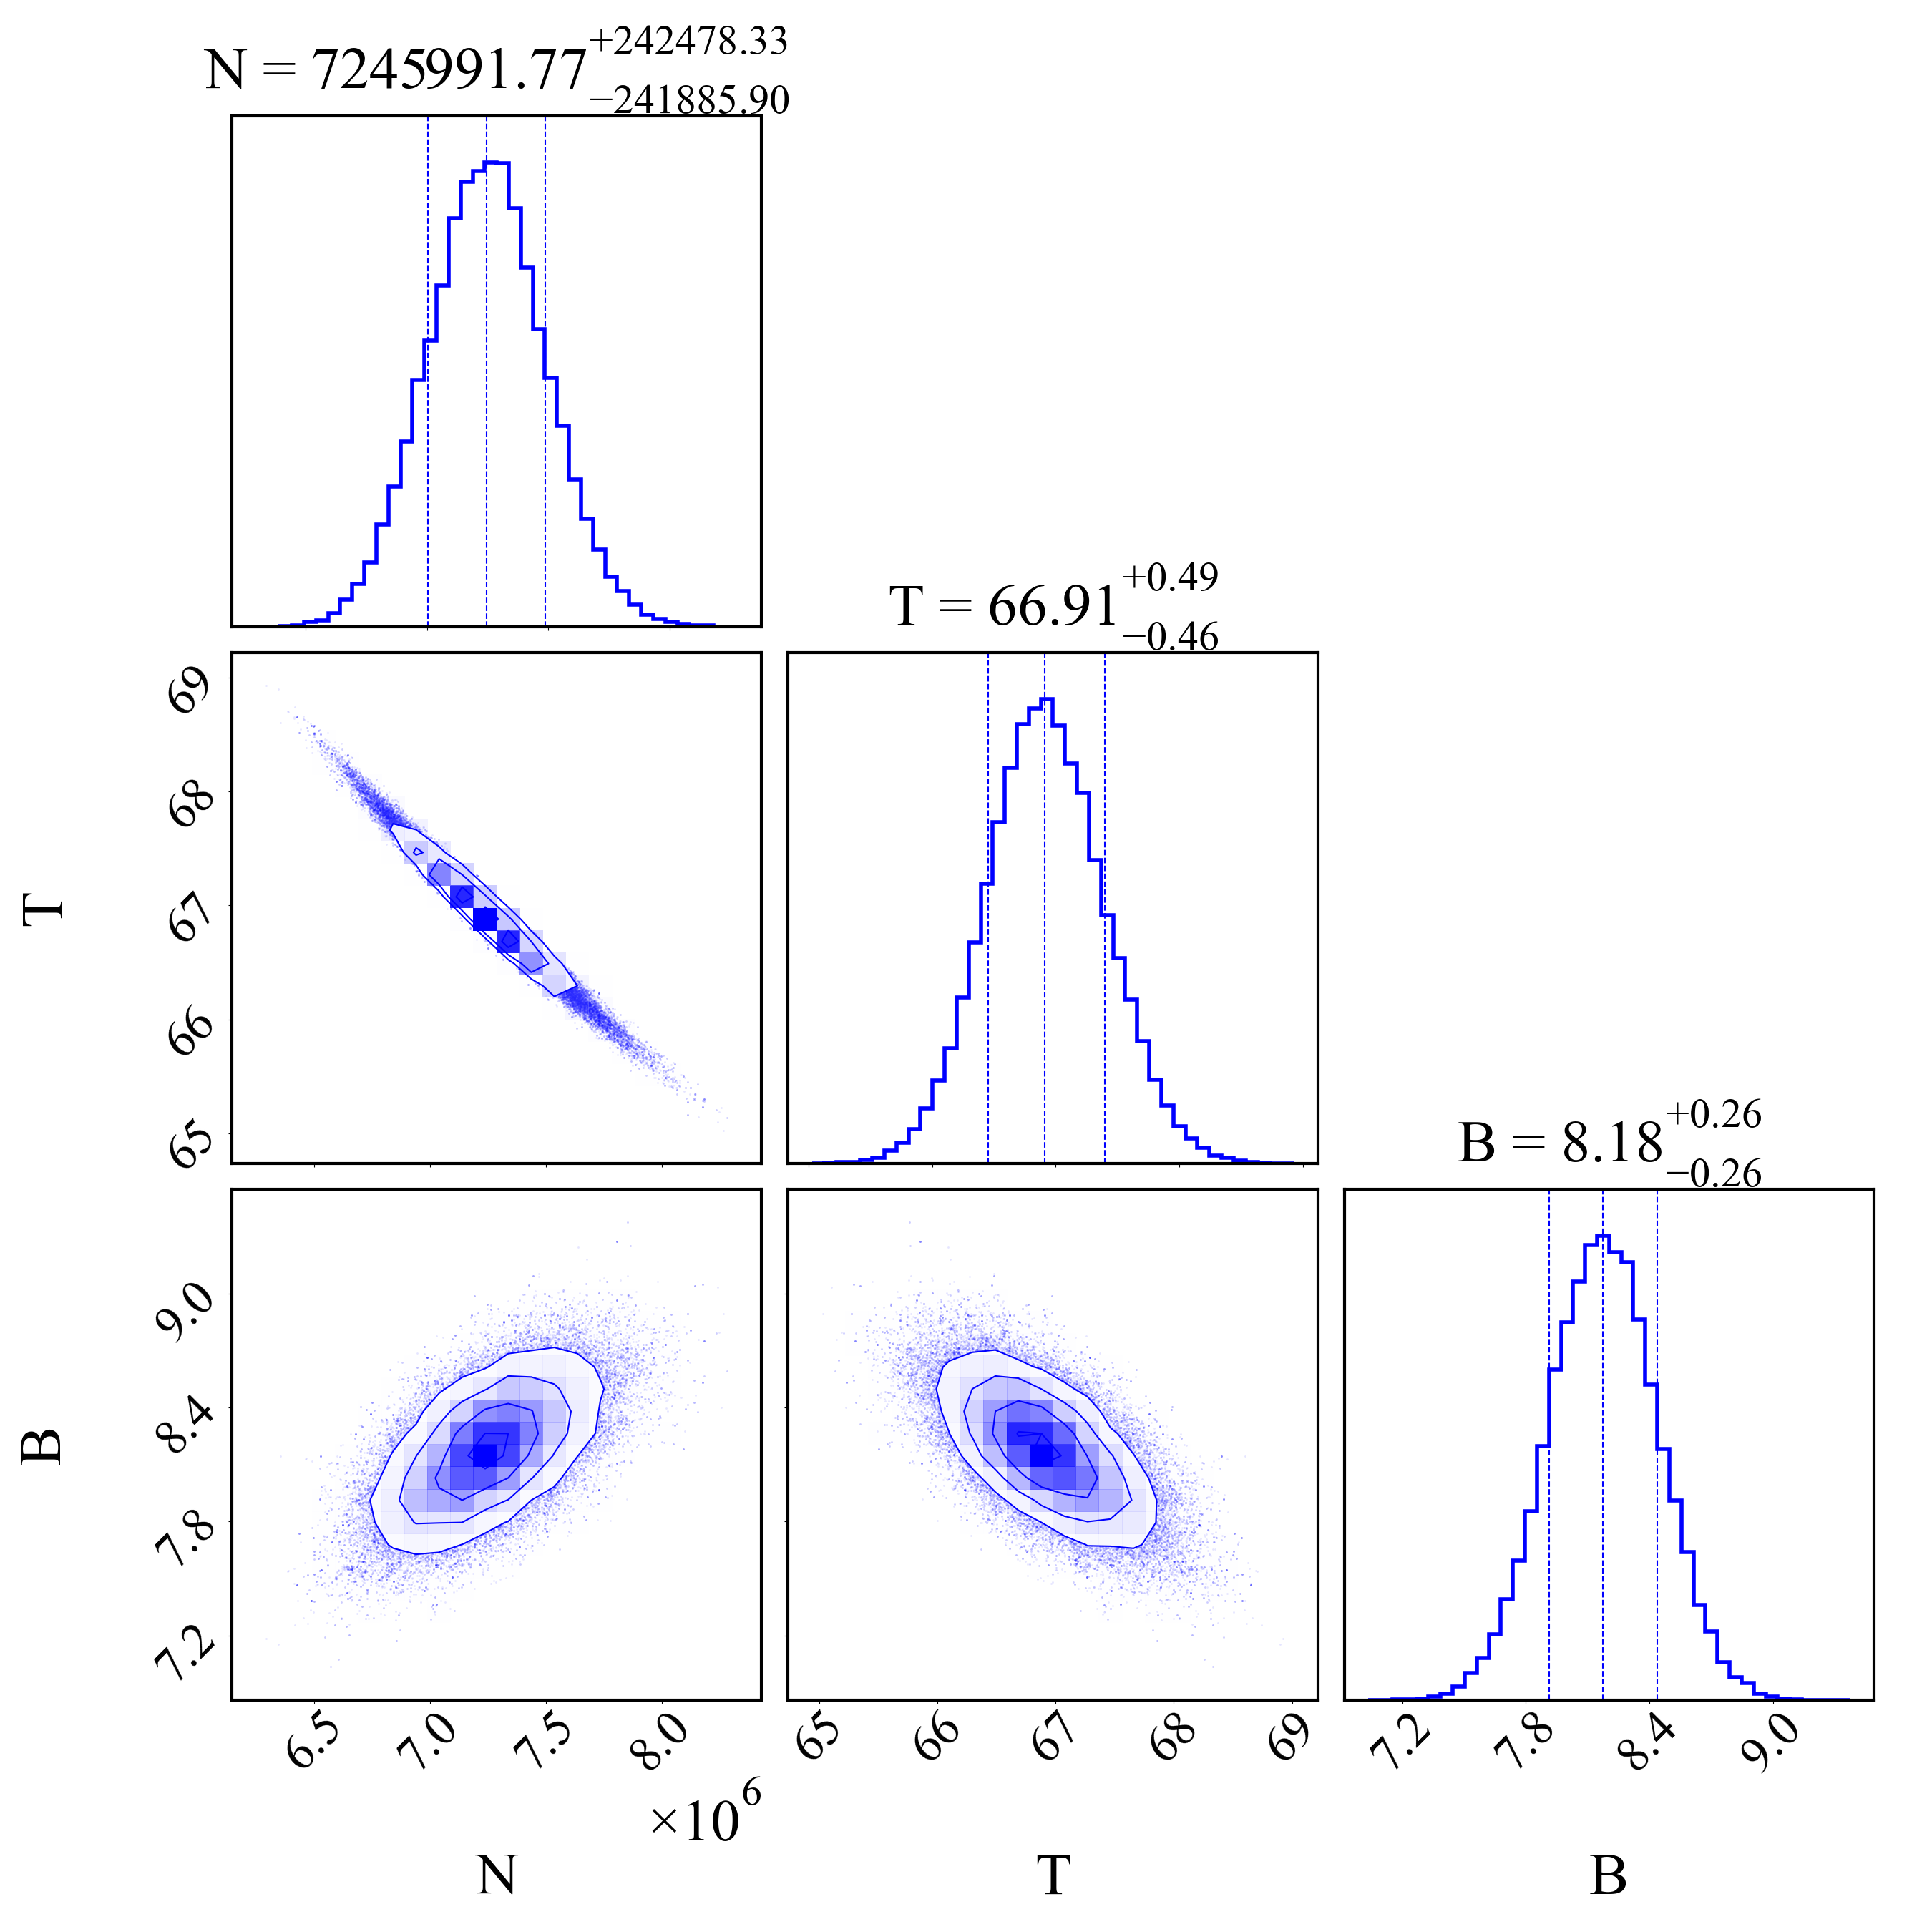 N = 7245991.77 +242478.33 −241885.90
T = 66.91 +0.49 −0.46
69
68
67
66
65
T
B = 8.18 +0.26 −0.26
9.0
8.4
7.8
7.2
B
6.5 7.0 7.5 8.0
65 66 67 68 69
7.2 7.8 8.4 9.0
×10⁶
N T B